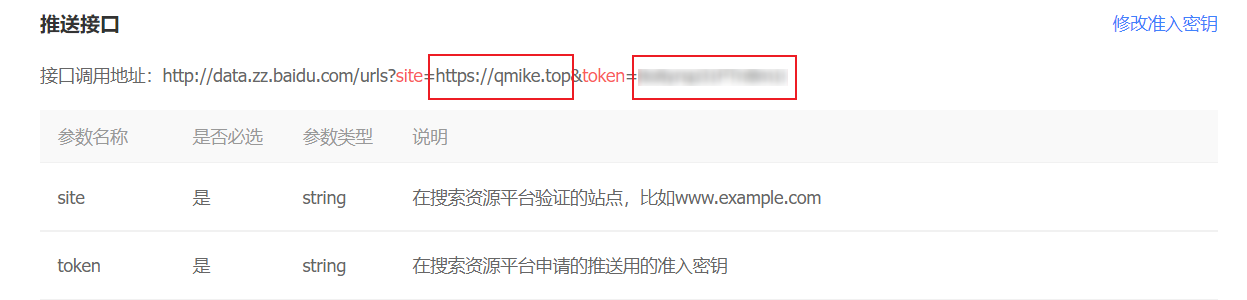 推送接口
修改准入密钥
接口调用地址：http://data.zz.baidu.com/urls?site=https://qmike.top&token=
参数名称 是否必选 参数类型 说明
site 是 string 在搜索资源平台验证的站点，比如www.example.com
token 是 string 在搜索资源平台申请的推送用的准入密钥